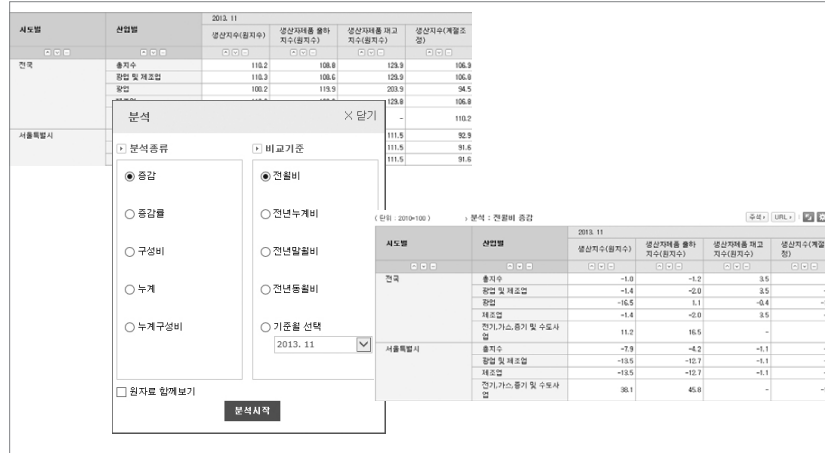 2013. 11
시도별 산업별 생산지수(원지수) 생산자제품 출하 지수(원지수) 생산자제품 재고 지수(원지수) 생산지수(계절조정)
전국 총지수 110.2 108.8 129.9 106.9
광업 및 제조업 110.3 108.6 129.9 106.8
광업 100.2 119.9 203.9 94.5
129.8 106.8
- 110.2
서울특별시 111.5 92.9
111.5 91.6
111.5 91.6
분석 X 닫기
분석종류 비교기준
증감 전월비
증감률 전년누계비
구성비 전년말월비
누계 전년동월비
누계구성비 기준월 선택
2013. 11
원자료 함께보기
분석시작
( 단위 : 2010=100 ) › 분석 : 전월비 증감 주석 URL
2013. 11
시도별 산업별 생산지수(원지수) 생산자제품 출하 지수(원지수) 생산자제품 재고 지수(원지수) 생산지수(계절 정)
전국 총지수 -1.0 -1.2 3.5
광업 및 제조업 -1.4 -2.0 3.5
광업 -16.5 1.1 -0.4
제조업 -1.4 -2.0 3.5
전기,가스,증기 및 수도사업 11.2 16.5 -
서울특별시 총지수 -7.9 -4.2 -1.1
광업 및 제조업 -13.5 -12.7 -1.1
제조업 -13.5 -12.7 -1.1
전기,가스,증기 및 수도사업 38.1 45.8 -